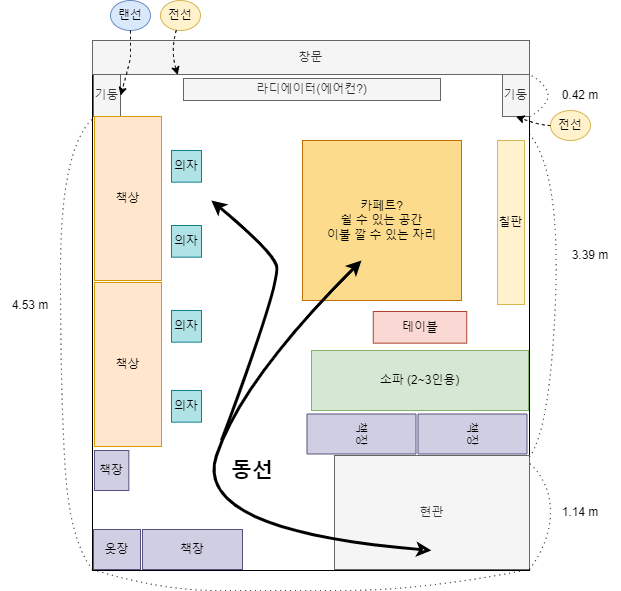 랜선
전선
창문
기둥
라디에이터(에어컨?)
기둥
0.42 m
전선
책상
의자
의자
카페트?
쉴 수 있는 공간
이불 깔 수 있는 자리
칠판
3.39 m
4.53 m
테이블
책상
의자
의자
소파 (2~3인용)
책장
책장
책장
동선
현관
1.14 m
옷장
책장